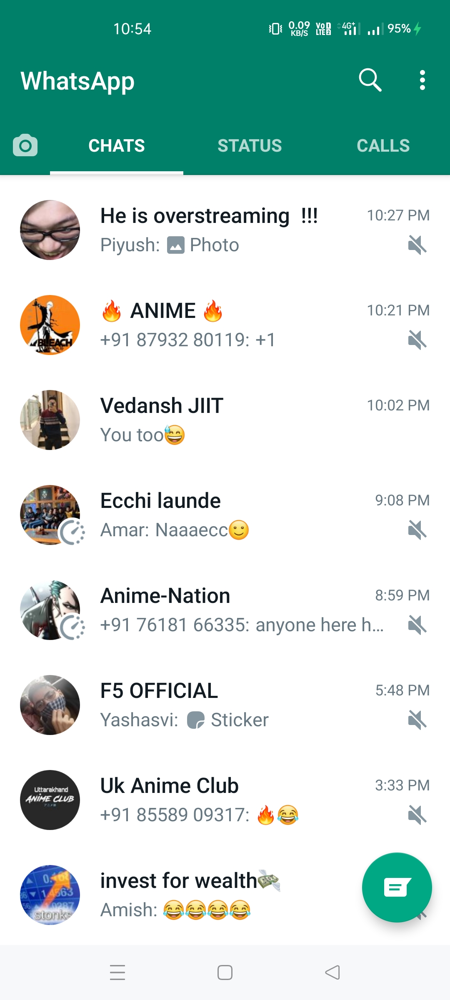 10:54 0.09 KB/S Vo 1 LTE 2 4G+ 95%
WhatsApp
CHATS STATUS CALLS
He is overstreaming !!! 10:27 PM
Piyush: Photo
🔥 ANIME 🔥 10:21 PM
+91 87932 80119: +1
BLEACH
Vedansh JIIT 10:02 PM
You too😅
Ecchi launde 9:08 PM
Amar: Naaaecc🙂
Anime-Nation 8:59 PM
+91 76181 66335: anyone here h...
F5 OFFICIAL 5:48 PM
Yashasvi: Sticker
Uk Anime Club 3:33 PM
+91 85589 09317: 🔥😂
Uttarakhand
ANIME CLUB
invest for wealth💸
Amish: 😂😂😂😂
stonks